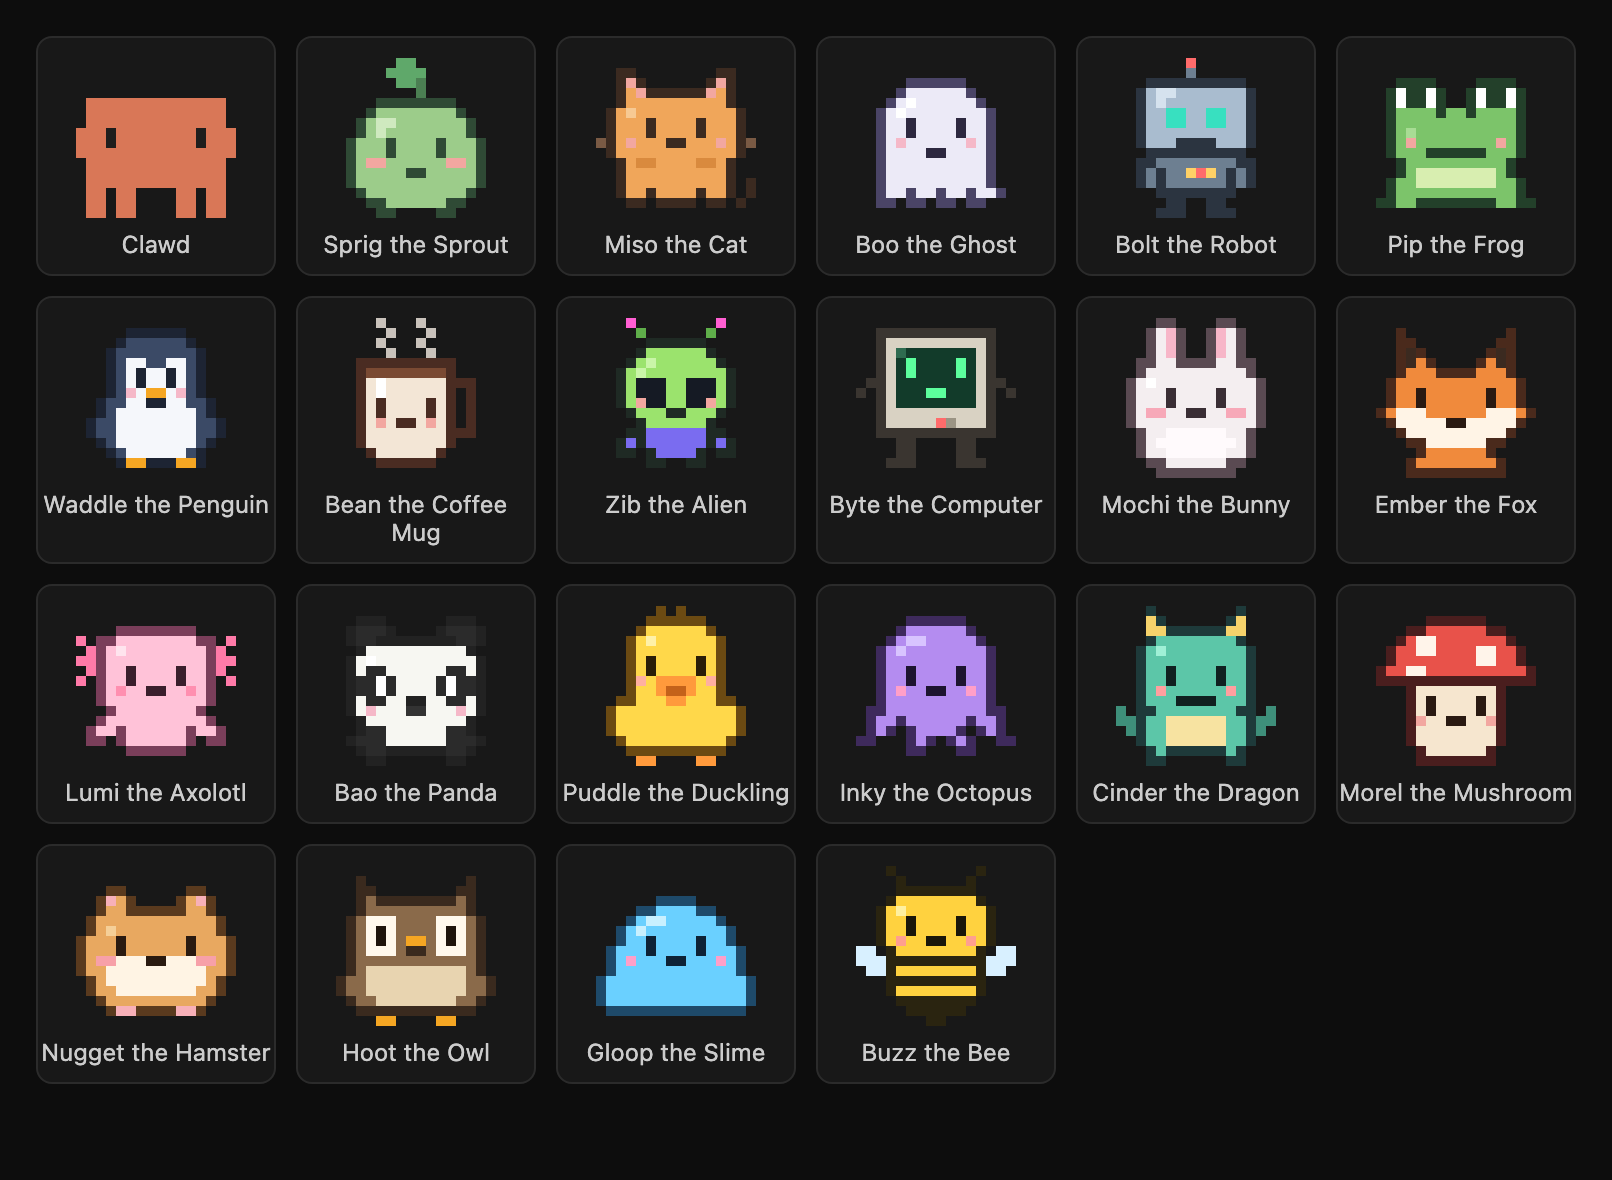 Clawd
Sprig the Sprout
Miso the Cat
Boo the Ghost
Bolt the Robot
Pip the Frog
Waddle the Penguin
Bean the Coffee
Mug
Zib the Alien
Byte the Computer
Mochi the Bunny
Ember the Fox
Lumi the Axolotl
Bao the Panda
Puddle the Duckling
Inky the Octopus
Cinder the Dragon
Morel the Mushroom
Nugget the Hamster
Hoot the Owl
Gloop the Slime
Buzz the Bee